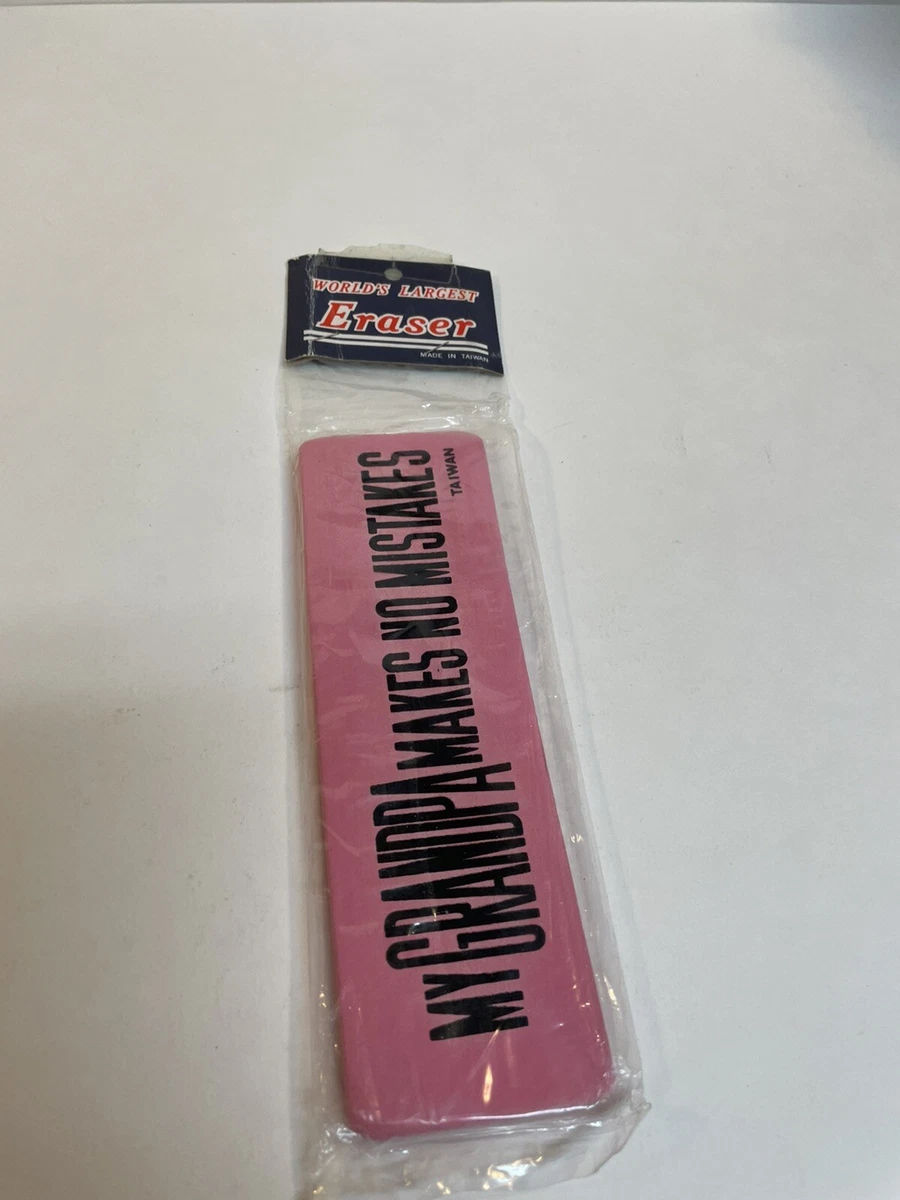 WORLD'S LARGEST
Eraser
MADE IN TAIWAN
MY GRANDPA MAKES NO MISTAKES
TAIWAN